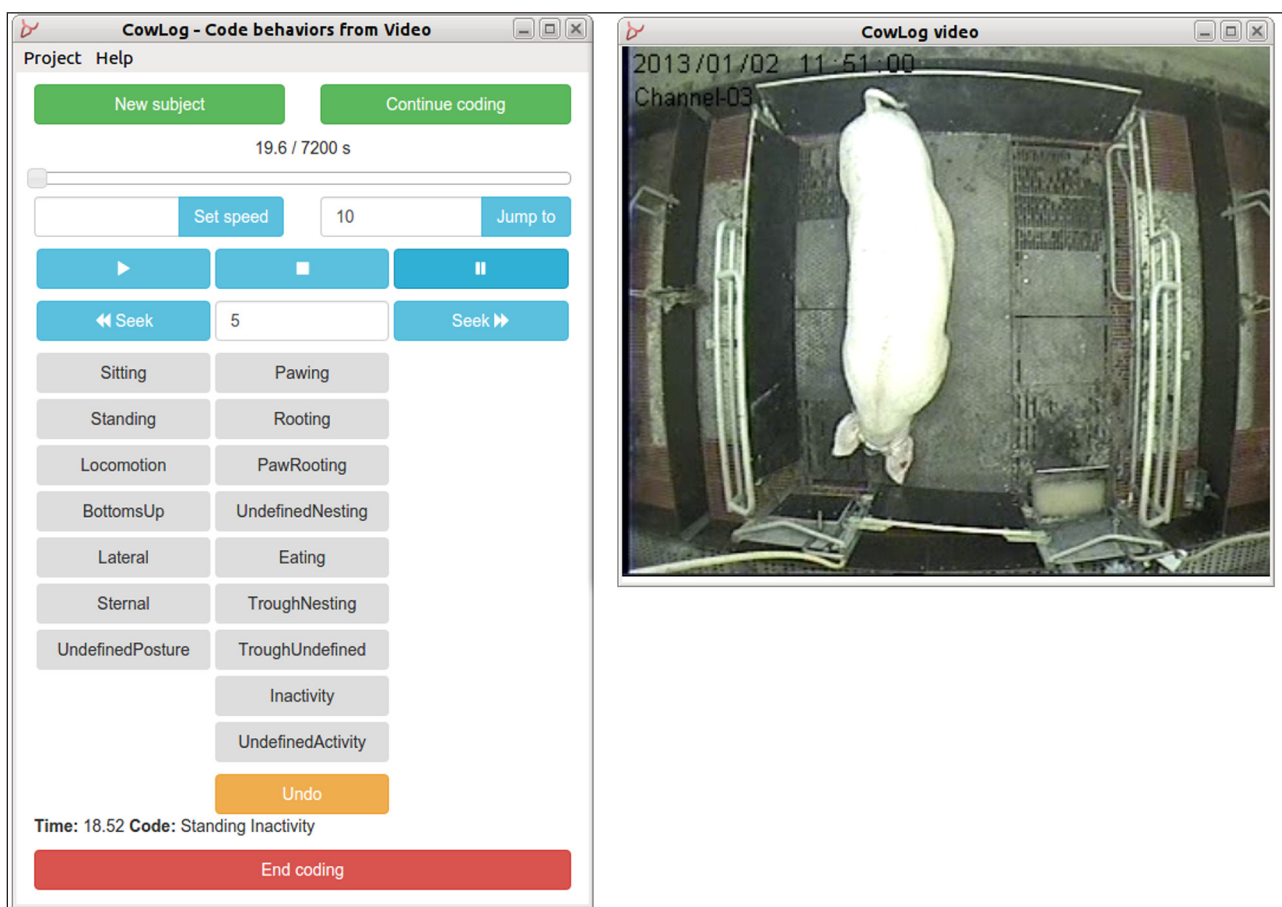 CowLog - Code behaviors from Video
Project Help
New subject Continue coding
19.6 / 7200 s
Set speed 10 Jump to
Seek 5 Seek
Sitting Pawing
Standing Rooting
Locomotion PawRooting
BottomsUp UndefinedNesting
Lateral Eating
Sternal TroughNesting
UndefinedPosture TroughUndefined
Inactivity
UndefinedActivity
Undo
Time: 18.52 Code: Standing Inactivity
End coding
CowLog video
2013/01/02 11:51:00
Channel-03